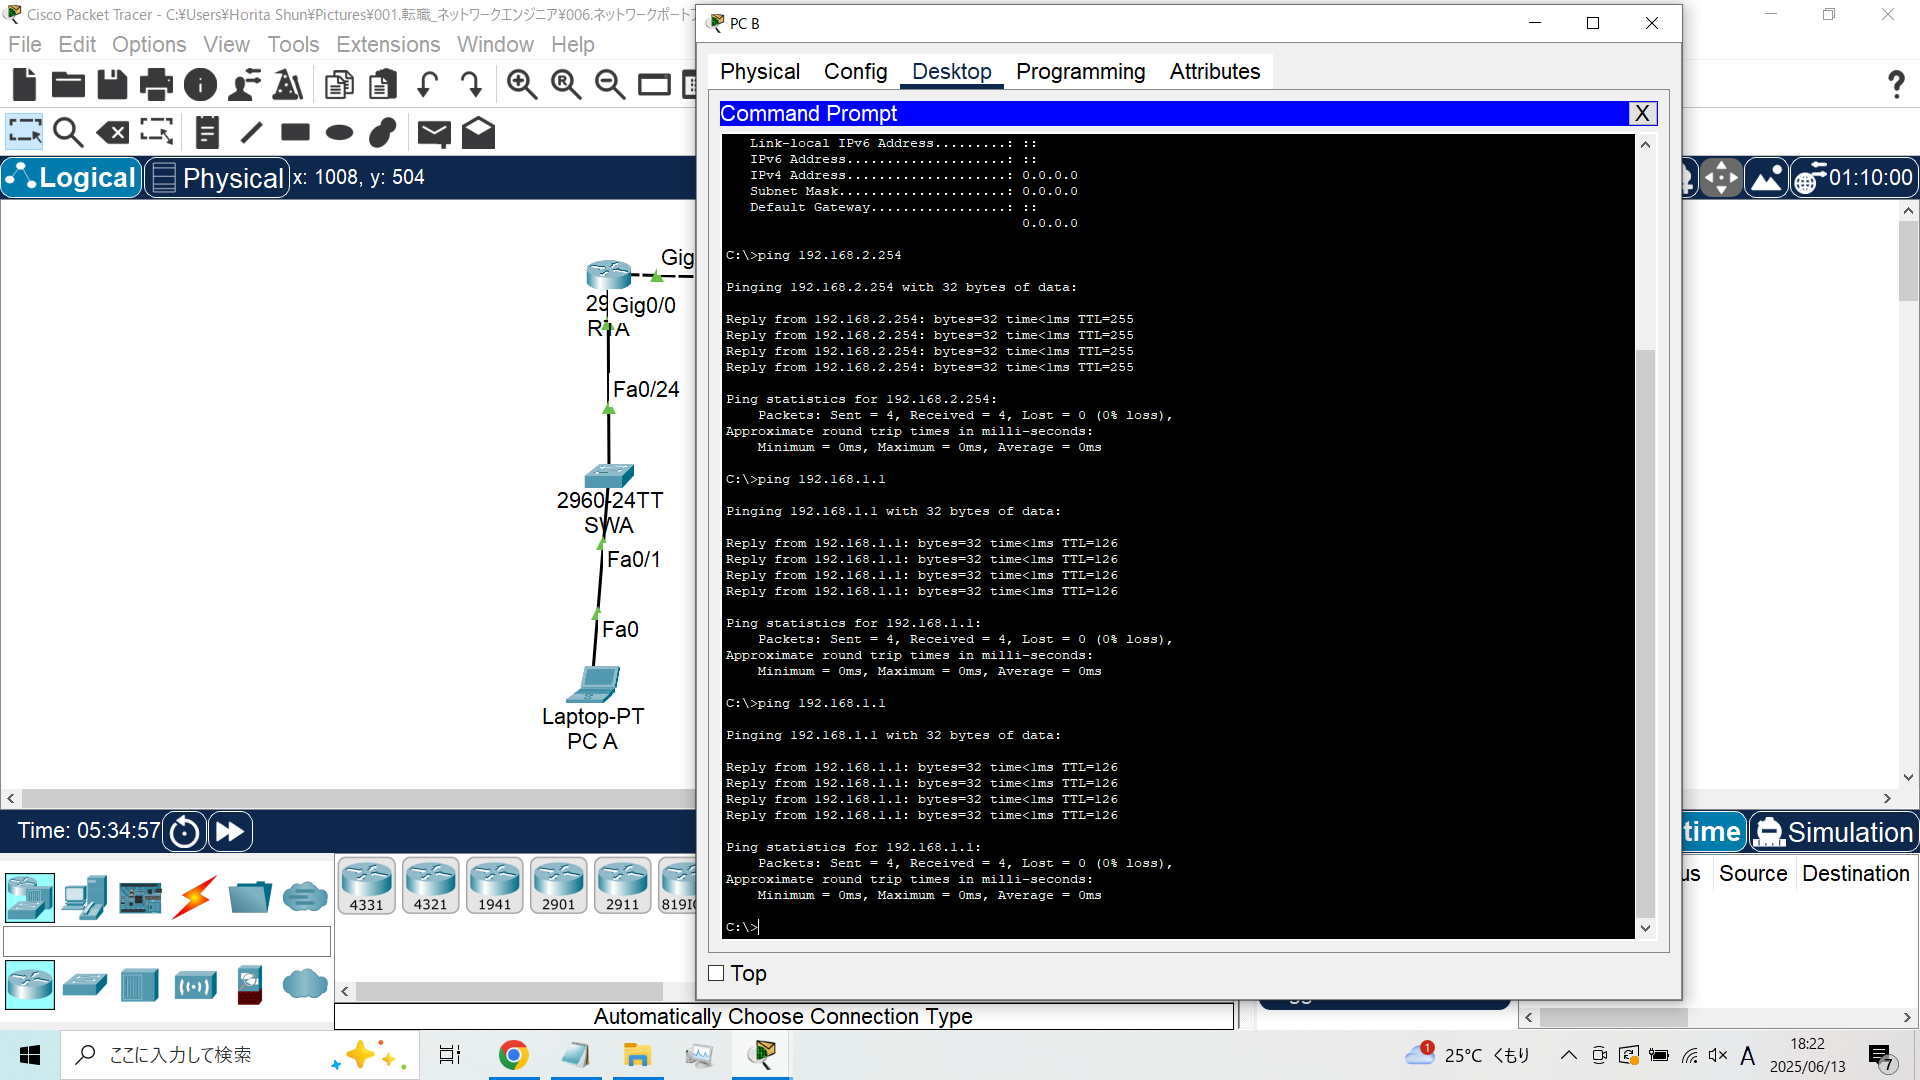 Cisco Packet Tracer - C:¥Users¥Horita Shun¥Pictures¥001.転職_ネットワークエンジニア¥006.ネットワークポート
File Edit Options View Tools Extensions Window Help
Logical
Physical
x: 1008, y: 504
01:10:00
Gig
29
Gig0/0
RTA
Fa0/24
2960-24TT
SWA
Fa0/1
Fa0
Laptop-PT
PC A
PC B
Physical Config Desktop Programming Attributes
Command Prompt
X
Link-local IPv6 Address.........: ::
IPv6 Address....................: ::
IPv4 Address....................: 0.0.0.0
Subnet Mask.....................: 0.0.0.0
Default Gateway.................: ::
0.0.0.0
C:\>ping 192.168.2.254
Pinging 192.168.2.254 with 32 bytes of data:
Reply from 192.168.2.254: bytes=32 time<1ms TTL=255
Reply from 192.168.2.254: bytes=32 time<1ms TTL=255
Reply from 192.168.2.254: bytes=32 time<1ms TTL=255
Reply from 192.168.2.254: bytes=32 time<1ms TTL=255
Ping statistics for 192.168.2.254:
Packets: Sent = 4, Received = 4, Lost = 0 (0% loss),
Approximate round trip times in milli-seconds:
Minimum = 0ms, Maximum = 0ms, Average = 0ms
C:\>ping 192.168.1.1
Pinging 192.168.1.1 with 32 bytes of data:
Reply from 192.168.1.1: bytes=32 time<1ms TTL=126
Reply from 192.168.1.1: bytes=32 time<1ms TTL=126
Reply from 192.168.1.1: bytes=32 time<1ms TTL=126
Reply from 192.168.1.1: bytes=32 time<1ms TTL=126
Ping statistics for 192.168.1.1:
Packets: Sent = 4, Received = 4, Lost = 0 (0% loss),
Approximate round trip times in milli-seconds:
Minimum = 0ms, Maximum = 0ms, Average = 0ms
C:\>ping 192.168.1.1
Pinging 192.168.1.1 with 32 bytes of data:
Reply from 192.168.1.1: bytes=32 time<1ms TTL=126
Reply from 192.168.1.1: bytes=32 time<1ms TTL=126
Reply from 192.168.1.1: bytes=32 time<1ms TTL=126
Reply from 192.168.1.1: bytes=32 time<1ms TTL=126
Ping statistics for 192.168.1.1:
Packets: Sent = 4, Received = 4, Lost = 0 (0% loss),
Approximate round trip times in milli-seconds:
Minimum = 0ms, Maximum = 0ms, Average = 0ms
C:\>
Top
Time: 05:34:57
time
Simulation
us Source Destination
4331 4321 1941 2901 2911 819IO
Automatically Choose Connection Type
ここに入力して検索
1
25°C くもり
A
18:22
2025/06/13
7